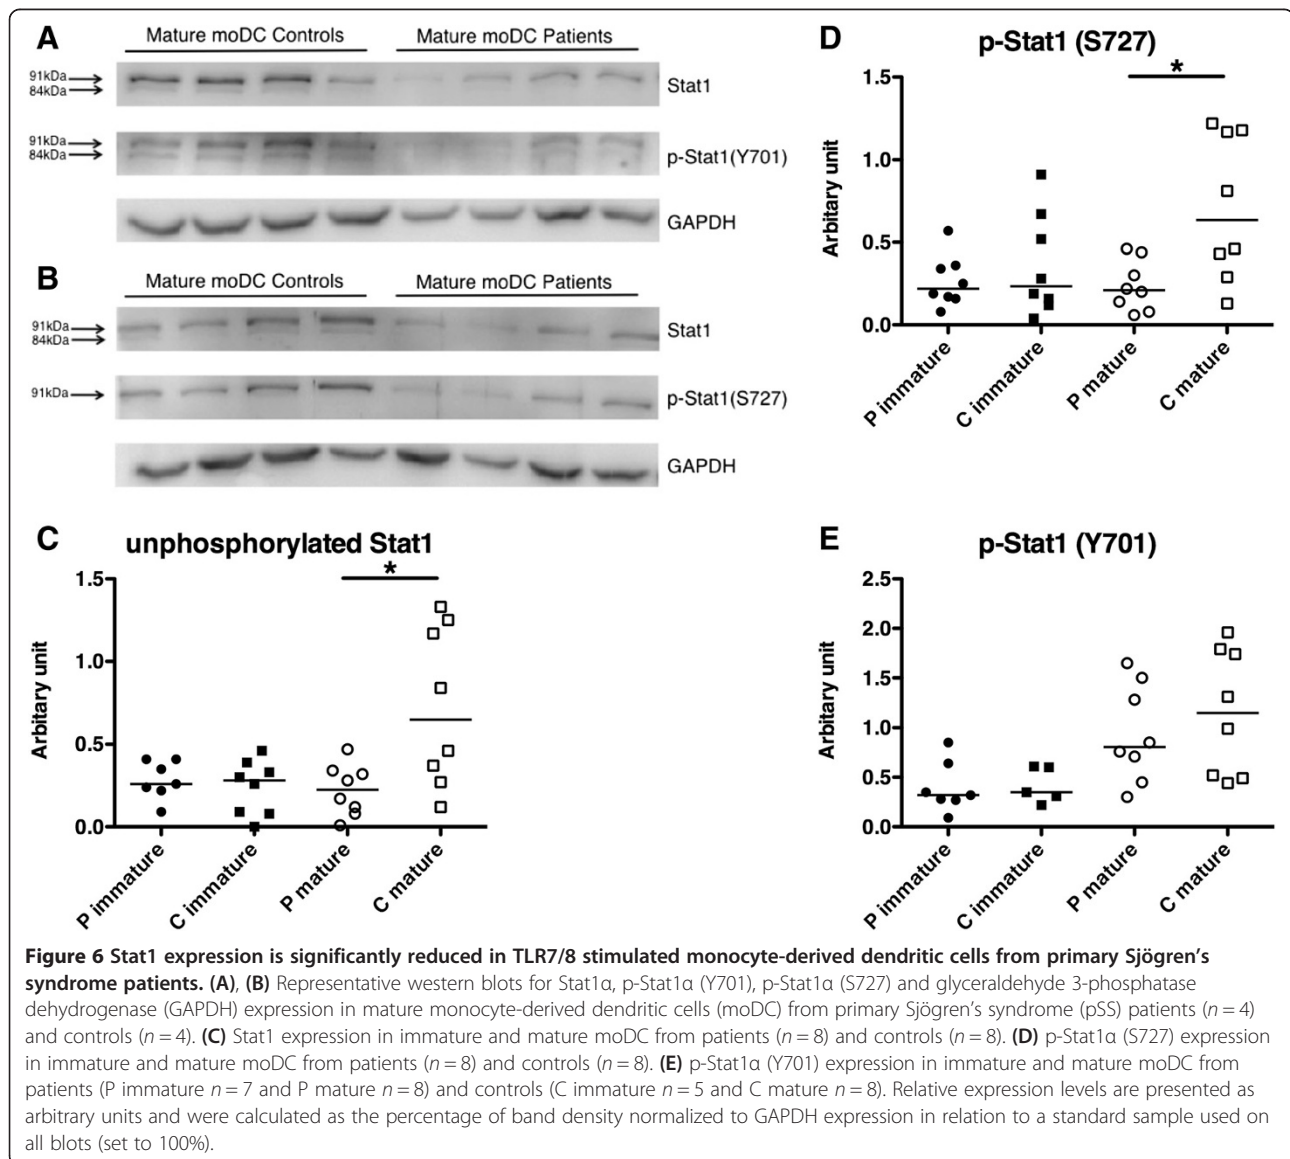 A
Mature moDC Controls
Mature moDC Patients
91kDa
84kDa
Stat1
91kDa
84kDa
p-Stat1(Y701)
GAPDH
B
Mature moDC Controls
Mature moDC Patients
91kDa
84kDa
Stat1
91kDa
p-Stat1(S727)
GAPDH
D
p-Stat1 (S727)
*
Arbitary unit
1.5
1.0
0.5
0.0
P immature
C immature
P mature
C mature
C
unphosphorylated Stat1
*
Arbitary unit
1.5
1.0
0.5
0.0
P immature
C immature
P mature
C mature
E
p-Stat1 (Y701)
Arbitary unit
2.5
2.0
1.5
1.0
0.5
0.0
P immature
C immature
P mature
C mature
Figure 6 Stat1 expression is significantly reduced in TLR7/8 stimulated monocyte-derived dendritic cells from primary Sjögren's
syndrome patients. (A), (B) Representative western blots for Stat1α, p-Stat1α (Y701), p-Stat1α (S727) and glyceraldehyde 3-phosphatase
dehydrogenase (GAPDH) expression in mature monocyte-derived dendritic cells (moDC) from primary Sjögren's syndrome (pSS) patients (n = 4)
and controls (n = 4). (C) Stat1 expression in immature and mature moDC from patients (n = 8) and controls (n = 8). (D) p-Stat1α (S727) expression
in immature and mature moDC from patients (n = 8) and controls (n = 8). (E) p-Stat1α (Y701) expression in immature and mature moDC from
patients (P immature n = 7 and P mature n = 8) and controls (C immature n = 5 and C mature n = 8). Relative expression levels are presented as
arbitrary units and were calculated as the percentage of band density normalized to GAPDH expression in relation to a standard sample used on
all blots (set to 100%).